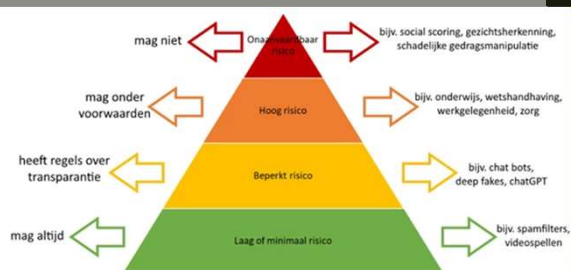 mag niet
Onaanvaardbaar
risico
bijv. social scoring, gezichtsherkenning,
schadelijke gedragsmanipulatie
mag onder
voorwaarden
Hoog risico
bijv. onderwijs, wetshandhaving,
werkgelegenheid, zorg
heeft regels over
transparantie
Beperkt risico
bijv. chat bots,
deep fakes, chatGPT
mag altijd
Laag of minimaal risico
bijv. spamfilters,
videospellen